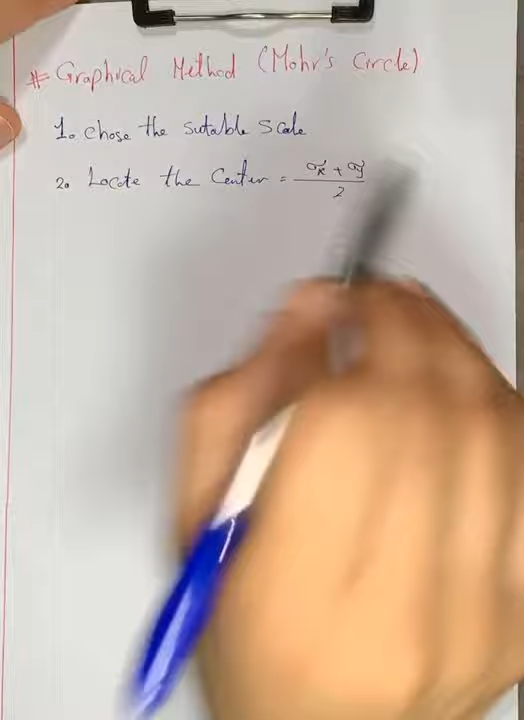 # Graphical Method (Mohr's Circle)
1. chose the sutable scale
2. Locate the Center = σx + σy / 2